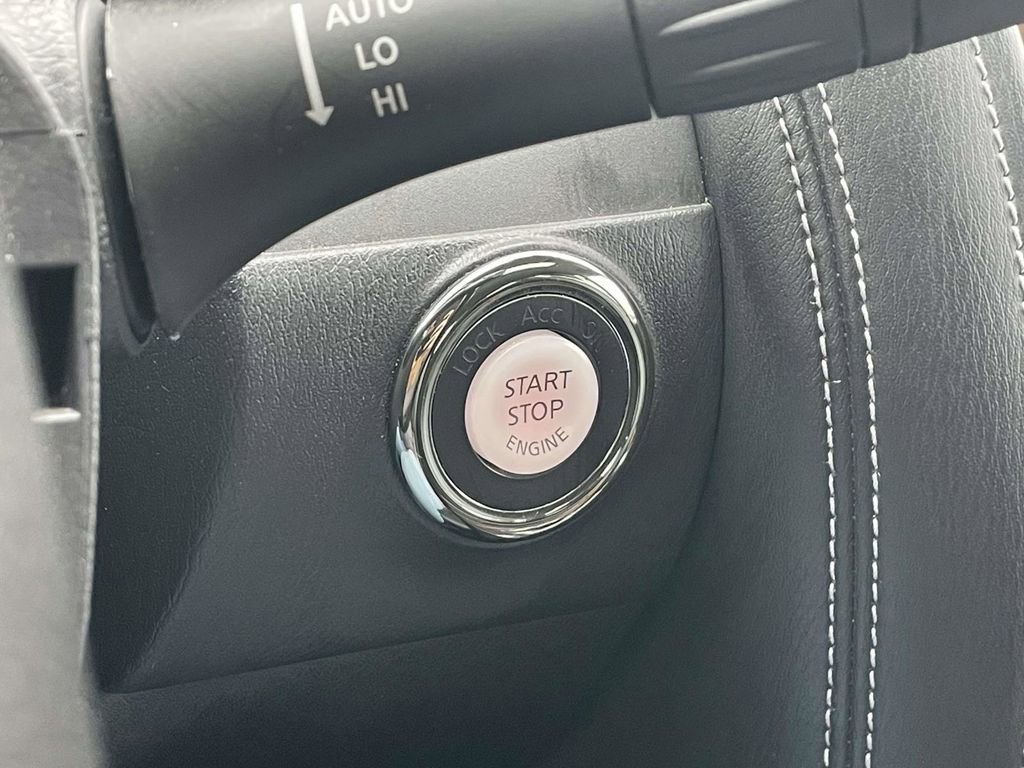 AUTO
LO
HI
LOCK Acc
START
STOP
ENGINE